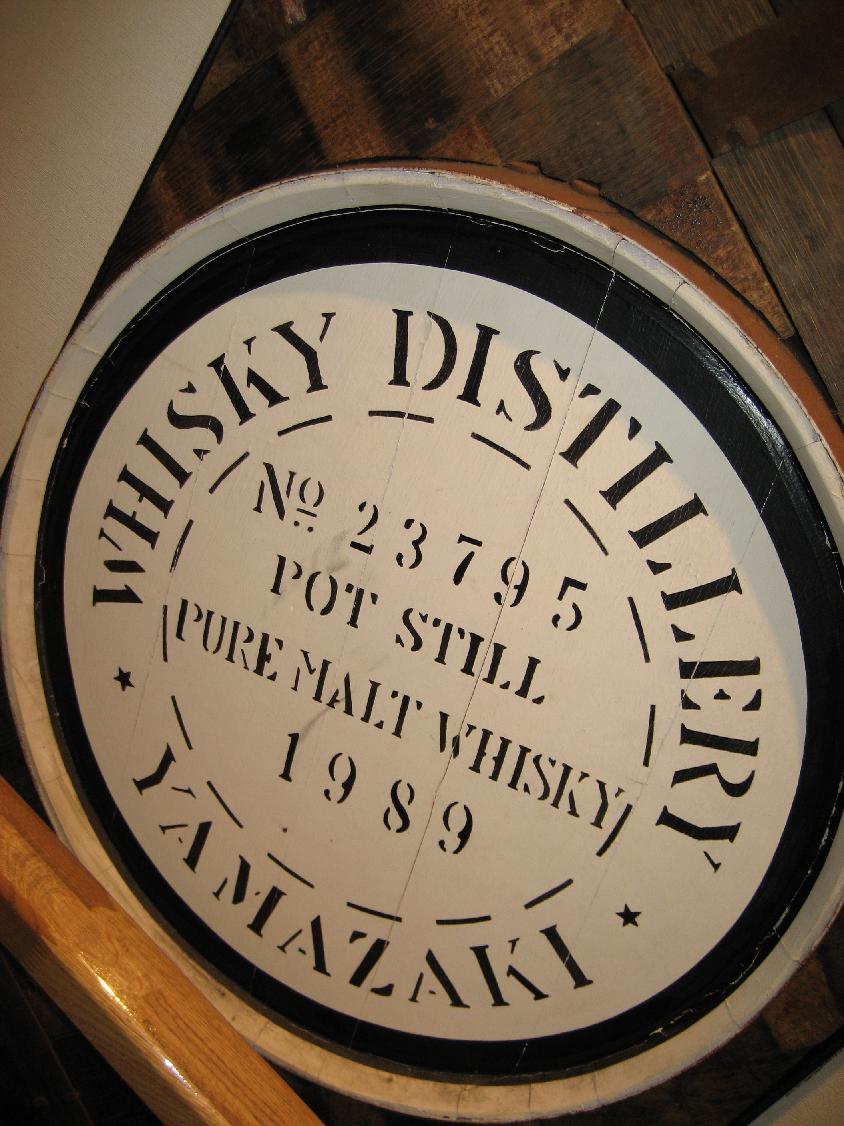 WHISKY DISTILLERY
Nº 23795
POT STILL
PURE MALT WHISKY
1989
YAMAZAKI